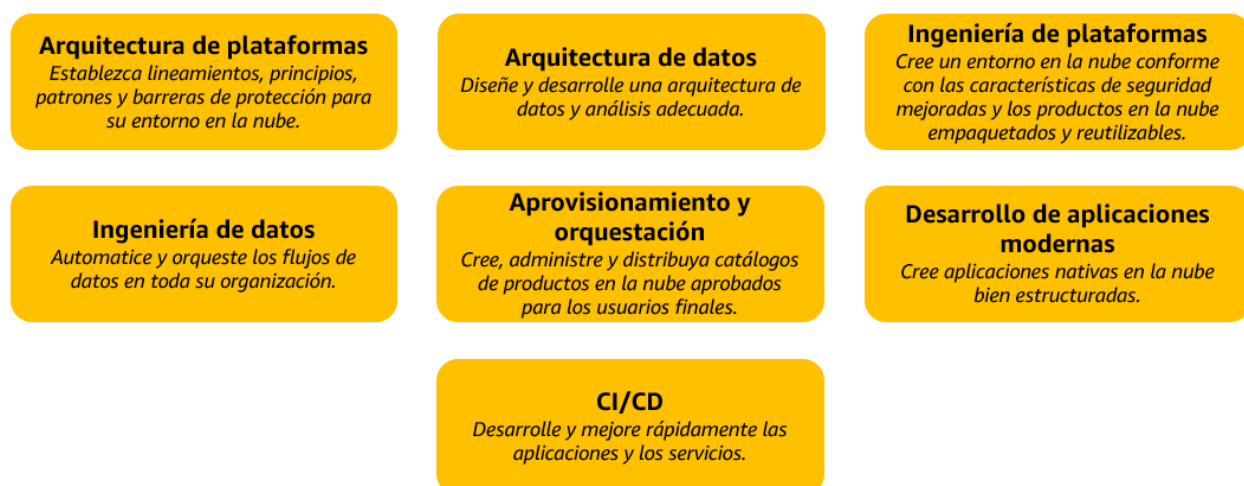 Arquitectura de plataformas
Establezca lineamientos, principios,
patrones y barreras de protección para
su entorno en la nube.
Arquitectura de datos
Diseñe y desarrolle una arquitectura de
datos y análisis adecuada.
Ingeniería de plataformas
Cree un entorno en la nube conforme
con las características de seguridad
mejoradas y los productos en la nube
empaquetados y reutilizables.
Ingeniería de datos
Automatice y orqueste los flujos de
datos en toda su organización.
Aprovisionamiento y
orquestación
Cree, administre y distribuya catálogos
de productos en la nube aprobados
para los usuarios finales.
Desarrollo de aplicaciones
modernas
Cree aplicaciones nativas en la nube
bien estructuradas.
CI/CD
Desarrolle y mejore rápidamente las
aplicaciones y los servicios.